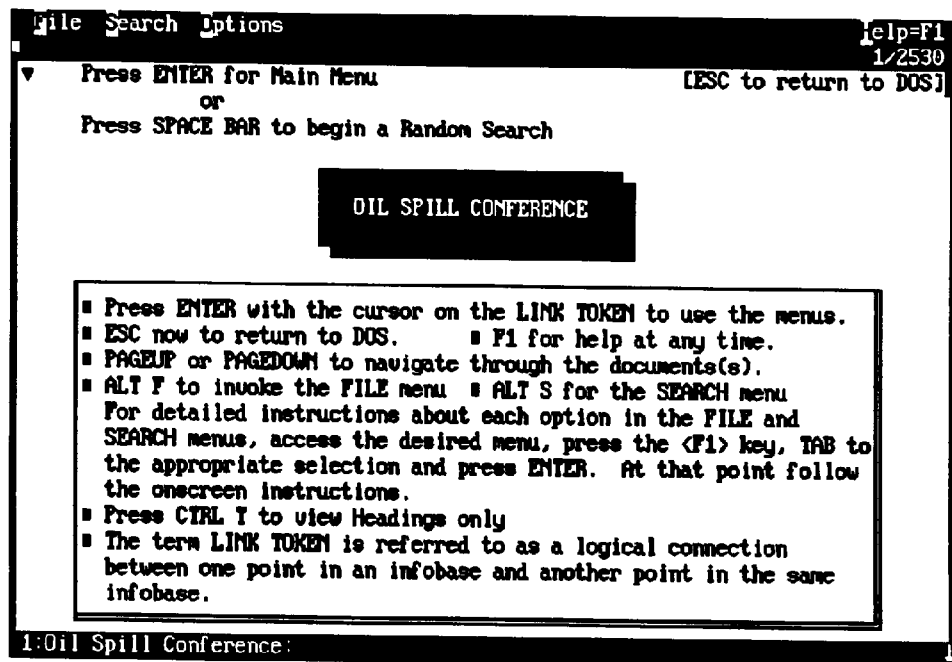 File Search Options Help=F1
1/2530
▼ Press ENTER for Main Menu [ESC to return to DOS]
or
Press SPACE BAR to begin a Random Search
OIL SPILL CONFERENCE
■ Press ENTER with the cursor on the LINK TOKEN to use the menus.
■ ESC now to return to DOS. ■ F1 for help at any time.
■ PAGEUP or PAGEDOWN to navigate through the documents(s).
■ ALT F to invoke the FILE menu ■ ALT S for the SEARCH menu
For detailed instructions about each option in the FILE and
SEARCH menus, access the desired menu, press the <F1> key, TAB to
the appropriate selection and press ENTER. At that point follow
the onscreen instructions.
■ Press CTRL T to view Headings only
■ The term LINK TOKEN is referred to as a logical connection
between one point in an infobase and another point in the same
infobase.
1:Oil Spill Conference: